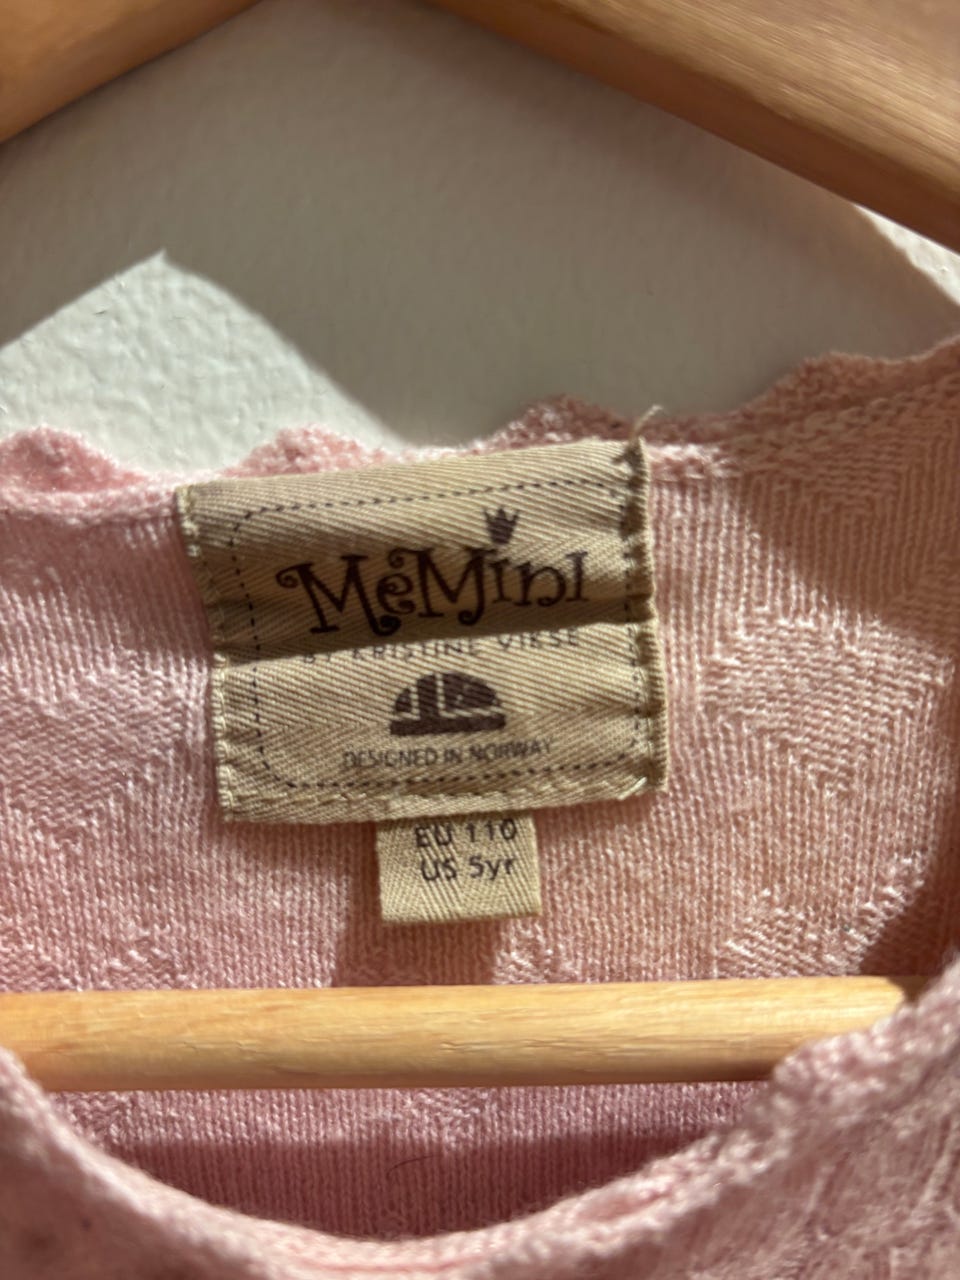 MeMini
BY KRISTINE VIKSE
DESIGNED IN NORWAY
EU 110
US 5yr